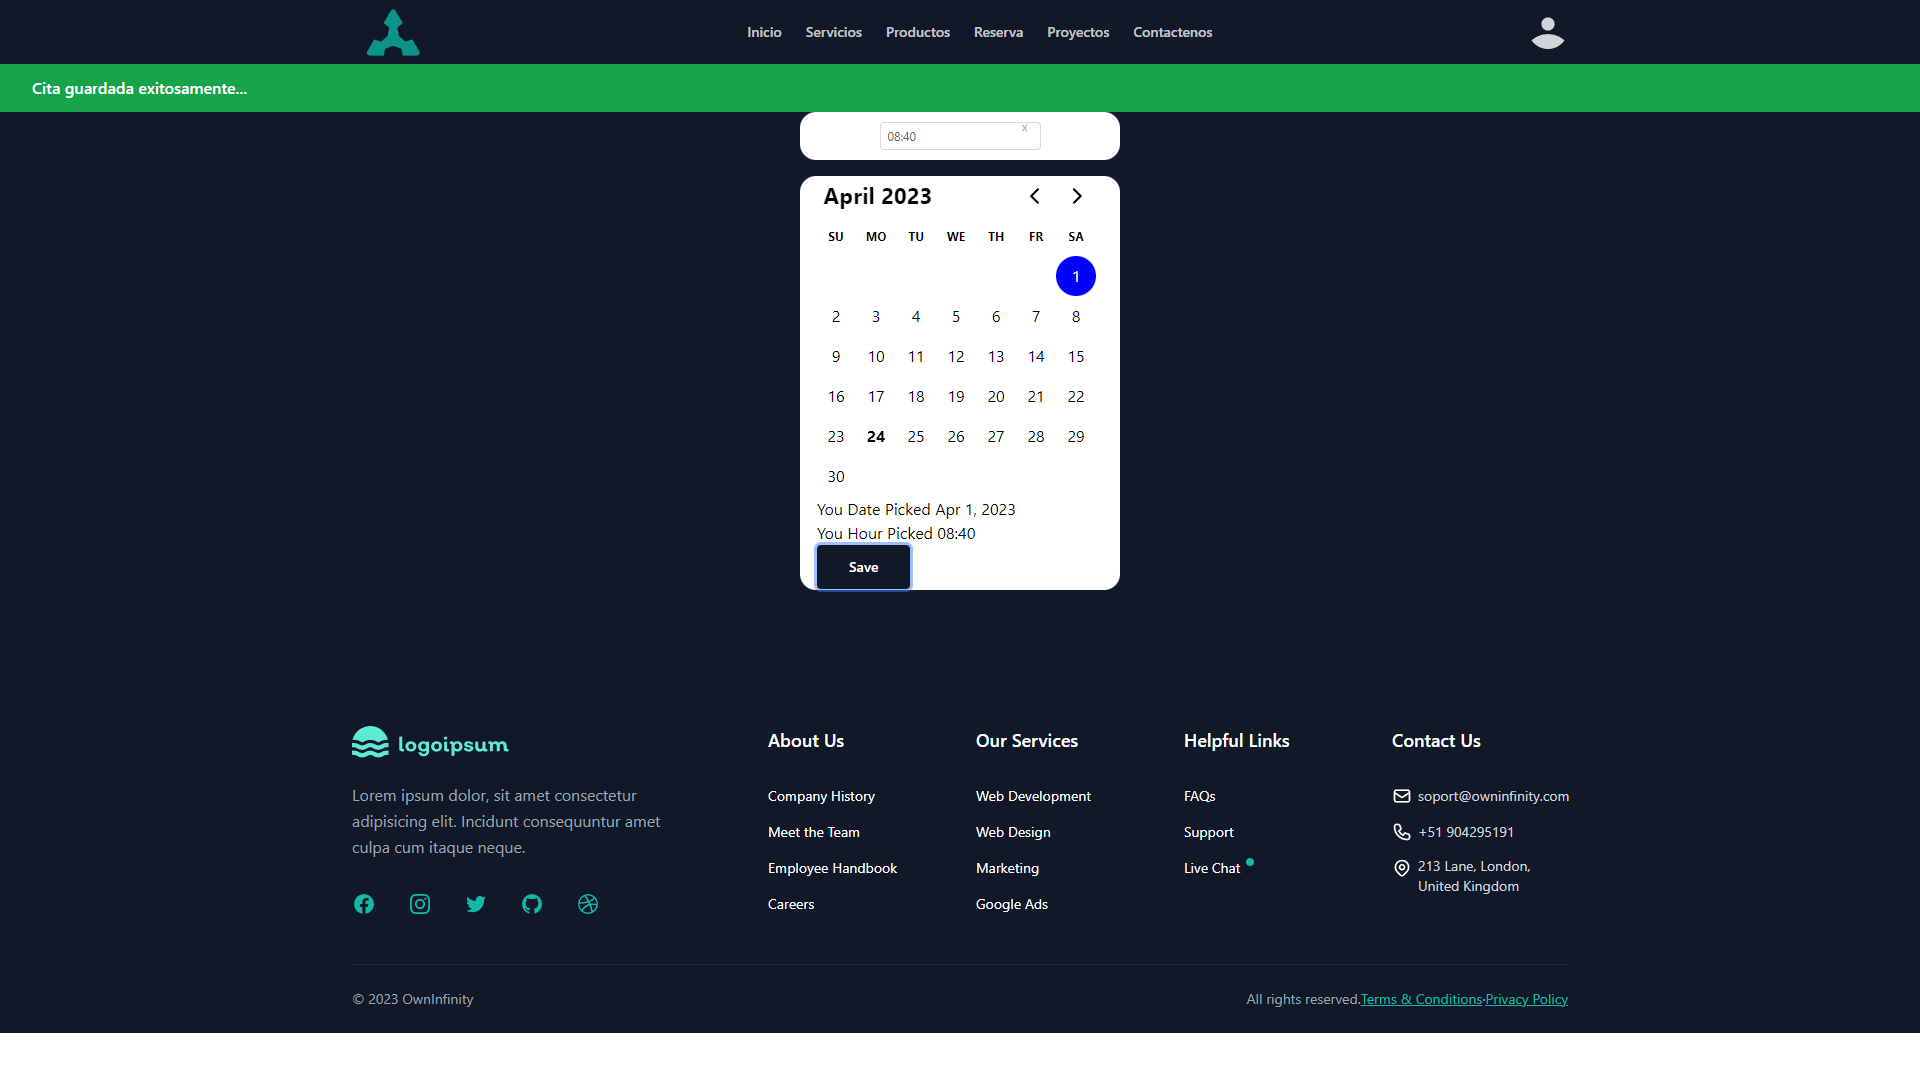 Inicio Servicios Productos Reserva Proyectos Contactenos
Cita guardada exitosamente...
08:40 x
April 2023
SU MO TU WE TH FR SA
1
2 3 4 5 6 7 8
9 10 11 12 13 14 15
16 17 18 19 20 21 22
23 24 25 26 27 28 29
30
You Date Picked Apr 1, 2023
You Hour Picked 08:40
Save
logoipsum
Lorem ipsum dolor, sit amet consectetur
adipisicing elit. Incidunt consequuntur amet
culpa cum itaque neque.
About Us
Company History
Meet the Team
Employee Handbook
Careers
Our Services
Web Development
Web Design
Marketing
Google Ads
Helpful Links
FAQs
Support
Live Chat
Contact Us
soport@owninfinity.com
+51 904295191
213 Lane, London,
United Kingdom
© 2023 OwnInfinity
All rights reserved.Terms & Conditions·Privacy Policy